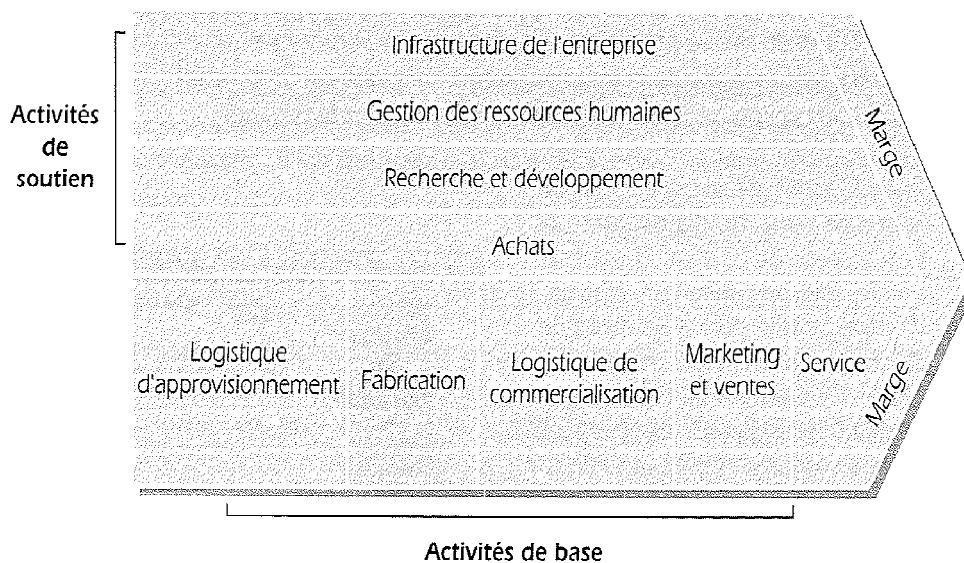 Infrastructure de l'entreprise
Activités
de
soutien
Gestion des ressources humaines
Marge
Recherche et développement
Achats
Logistique
d'approvisionnement
Fabrication
Logistique de
commercialisation
Marketing
et ventes
Service
Marge
Activités de base